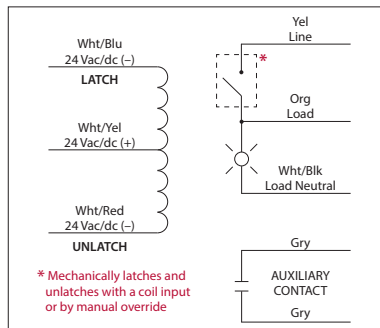 Wht/Blu
24 Vac/dc (–)
LATCH
Wht/Yel
24 Vac/dc (+)
Wht/Red
24 Vac/dc (–)
UNLATCH
* Mechanically latches and
unlatches with a coil input
or by manual override
Yel
Line
*
Org
Load
Wht/Blk
Load Neutral
Gry
AUXILIARY
CONTACT
Gry